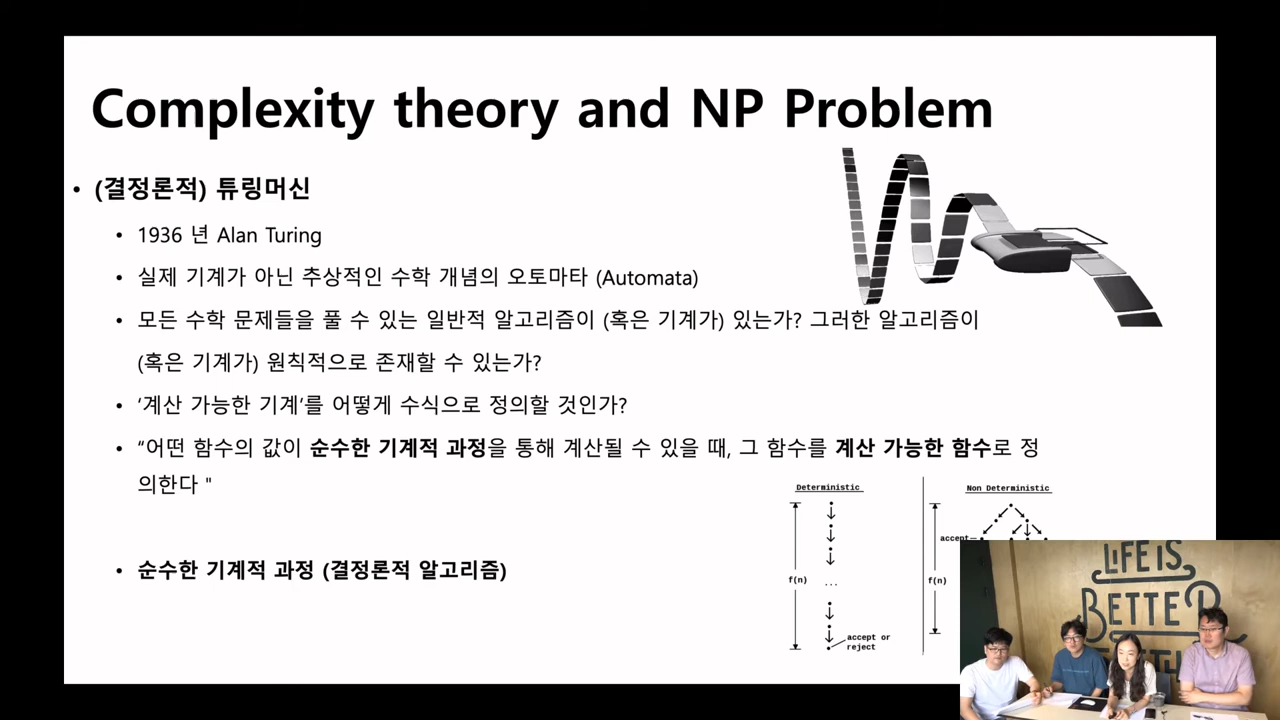 Complexity theory and NP Problem
• (결정론적) 튜링머신
• 1936 년 Alan Turing
• 실제 기계가 아닌 추상적인 수학 개념의 오토마타 (Automata)
• 모든 수학 문제들을 풀 수 있는 일반적 알고리즘이 (혹은 기계가) 있는가? 그러한 알고리즘이
(혹은 기계가) 원칙적으로 존재할 수 있는가?
• ‘계산 가능한 기계’를 어떻게 수식으로 정의할 것인가?
• “어떤 함수의 값이 순수한 기계적 과정을 통해 계산될 수 있을 때, 그 함수를 계산 가능한 함수로 정
의한다 "
• 순수한 기계적 과정 (결정론적 알고리즘)
Deterministic
f(n)
...
accept or
reject
Non Deterministic
accept
f(n)
LIFE IS
BETTER